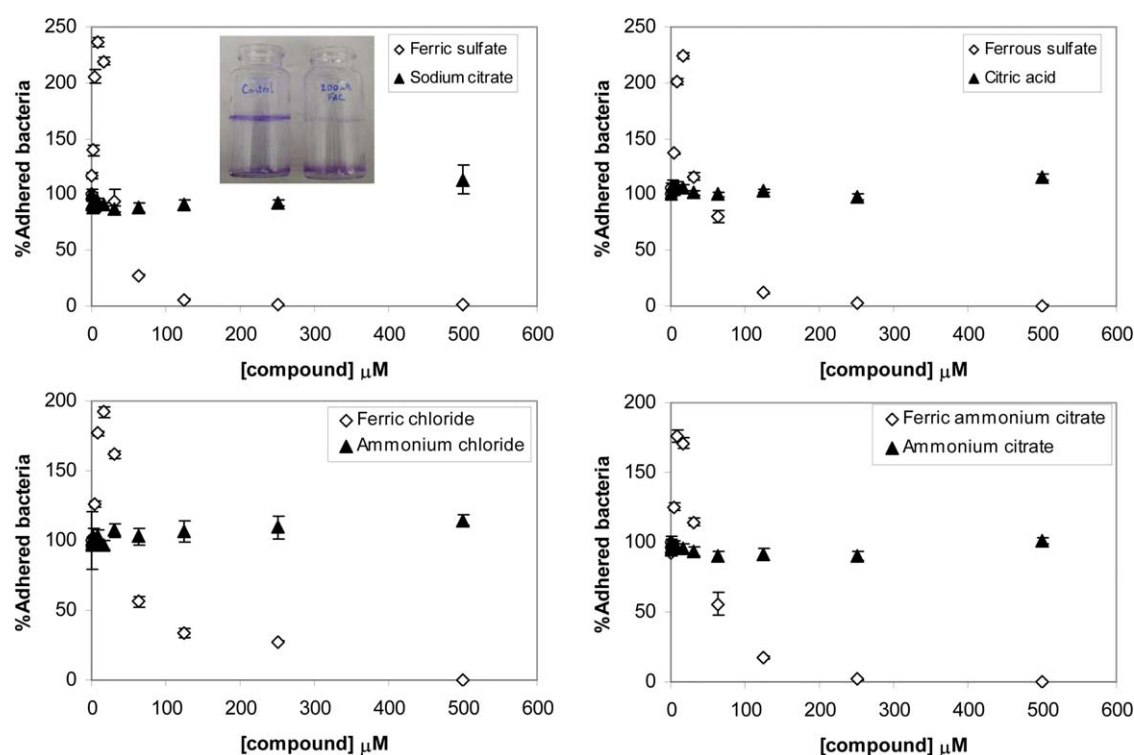 %Adhered bacteria
250
200
150
100
50
0
Control
200
FAC
Ferric sulfate
Sodium citrate
0 100 200 300 400 500 600
[compound] μM
%Adhered bacteria
250
200
150
100
50
0
Ferrous sulfate
Citric acid
0 100 200 300 400 500 600
[compound] μM
%Adhered bacteria
200
150
100
50
0
Ferric chloride
Ammonium chloride
0 100 200 300 400 500 600
[compound] μM
%Adhered bacteria
200
150
100
50
0
Ferric ammonium citrate
Ammonium citrate
0 100 200 300 400 500 600
[compound] μM